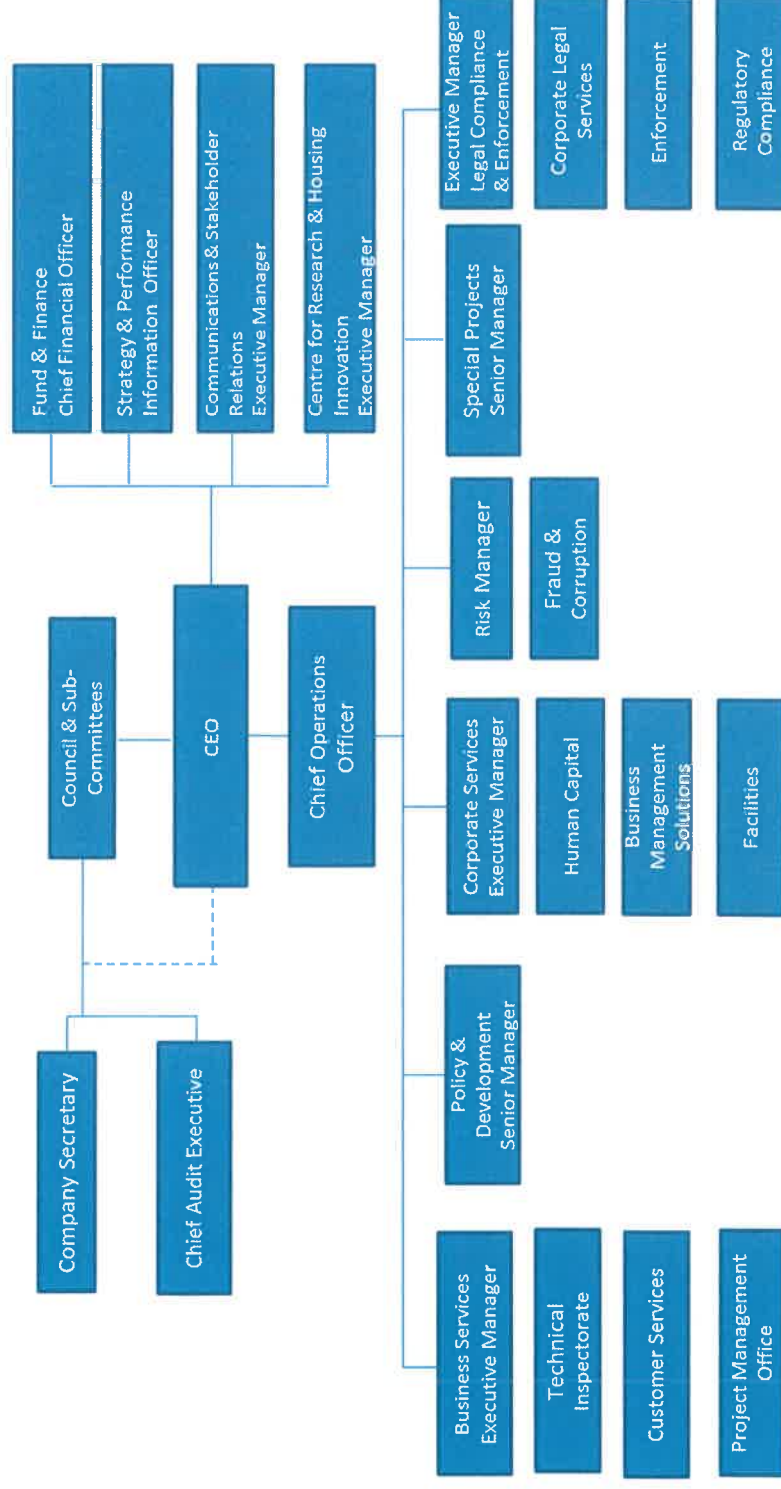 Council & Sub-
Committees
Company Secretary
Chief Audit Executive
CEO
Chief Operations
Officer
Fund & Finance
Chief Financial Officer
Strategy & Performance
Information Officer
Communications & Stakeholder
Relations
Executive Manager
Centre for Research & Housing
Innovation
Executive Manager
Business Services
Executive Manager
Technical
Inspectorate
Customer Services
Project Management
Office
Policy &
Development
Senior Manager
Corporate Services
Executive Manager
Human Capital
Business
Management
Solutions
Facilities
Risk Manager
Fraud &
Corruption
Special Projects
Senior Manager
Executive Manager
Legal Compliance
& Enforcement
Corporate Legal
Services
Enforcement
Regulatory
Compliance